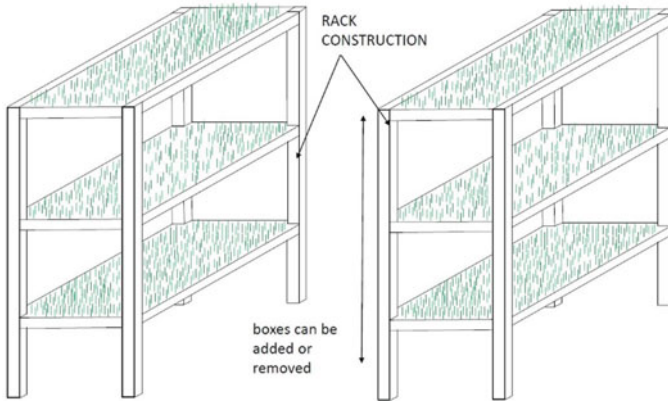 RACK
CONSTRUCTION
boxes can be
added or
removed